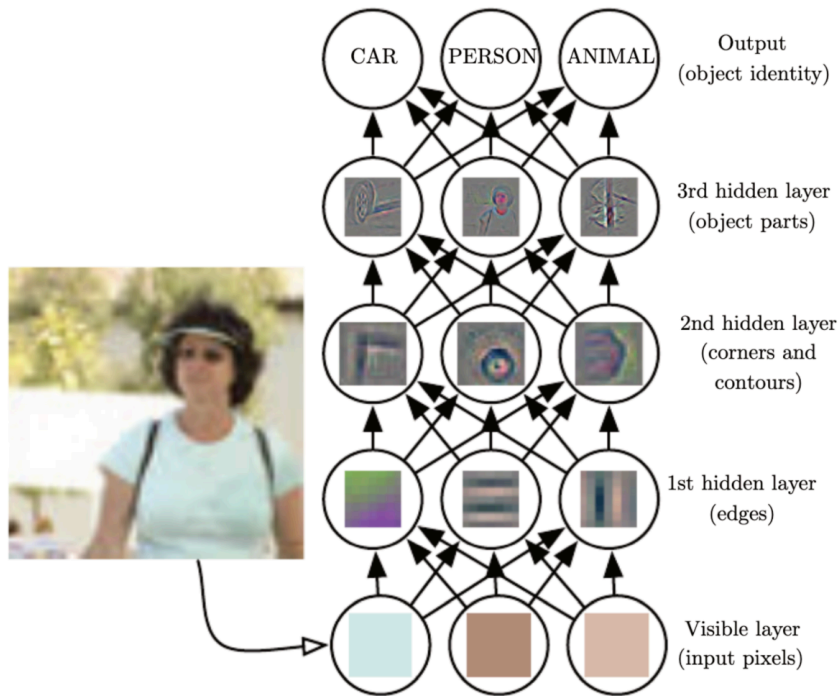 CAR PERSON ANIMAL
Output
(object identity)
3rd hidden layer
(object parts)
2nd hidden layer
(corners and
contours)
1st hidden layer
(edges)
Visible layer
(input pixels)